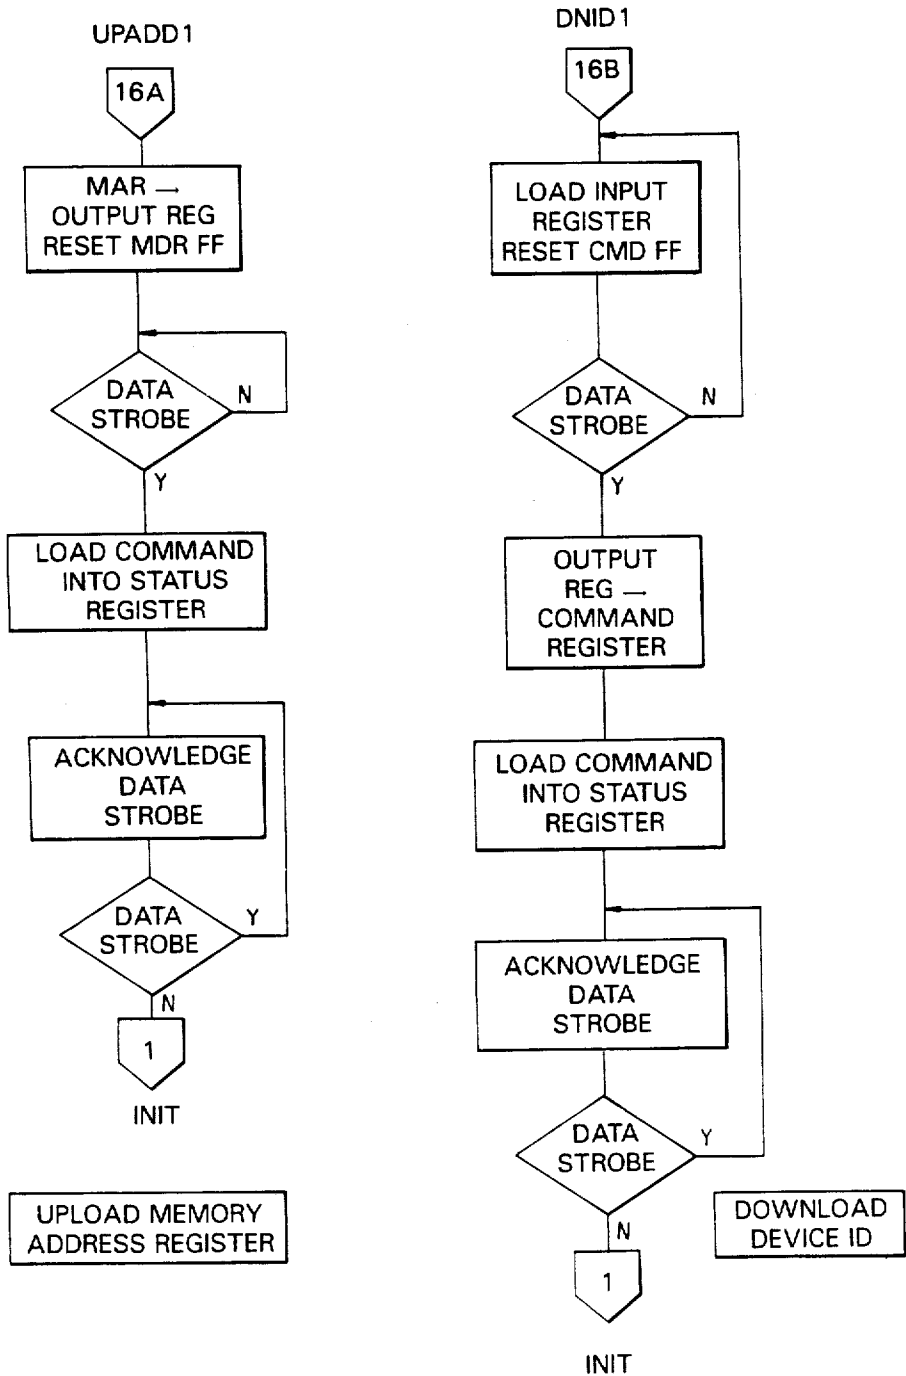 UPADD1
16A
MAR →
OUTPUT REG
RESET MDR FF
DATA
STROBE
N
Y
LOAD COMMAND
INTO STATUS
REGISTER
ACKNOWLEDGE
DATA
STROBE
DATA
STROBE
Y
N
1
INIT
UPLOAD MEMORY
ADDRESS REGISTER
DNID1
16B
LOAD INPUT
REGISTER
RESET CMD FF
DATA
STROBE
N
Y
OUTPUT
REG →
COMMAND
REGISTER
LOAD COMMAND
INTO STATUS
REGISTER
ACKNOWLEDGE
DATA
STROBE
DATA
STROBE
Y
N
1
INIT
DOWNLOAD
DEVICE ID